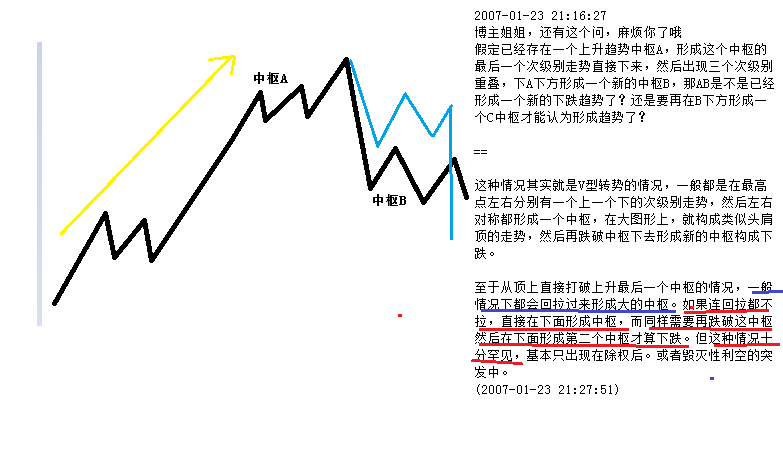 中枢A
中枢B
2007-01-23 21:16:27
博主姐姐，还有这个问，麻烦你了哦
假定已经存在一个上升趋势中枢A，形成这个中枢的
最后一个次级别走势直接下来，然后出现三个次级别
重叠，下A下方形成一个新的中枢B，那AB是不是已经
形成一个新的下跌趋势了？还是要再在B下方形成一
个C中枢才能认为形成趋势了？
==
这种情况其实就是V型转势的情况，一般都是在最高
点左右分别有一个上一个下的次级别走势，然后左右
对称都形成一个中枢，在大图形上，就构成类似头肩
顶的走势，然后再跌破中枢下去形成新的中枢构成下
跌。
至于从顶上直接打破上升最后一个中枢的情况，一般
情况下都会回拉过来形成大的中枢。如果连回拉都不
拉，直接在下面形成中枢，而同样需要再跌破这中枢
然后在下面形成第二个中枢才算下跌。但这种情况十
分罕见，基本只出现在除权后。或者毁灭性利空的突
发中。
(2007-01-23 21:27:51)